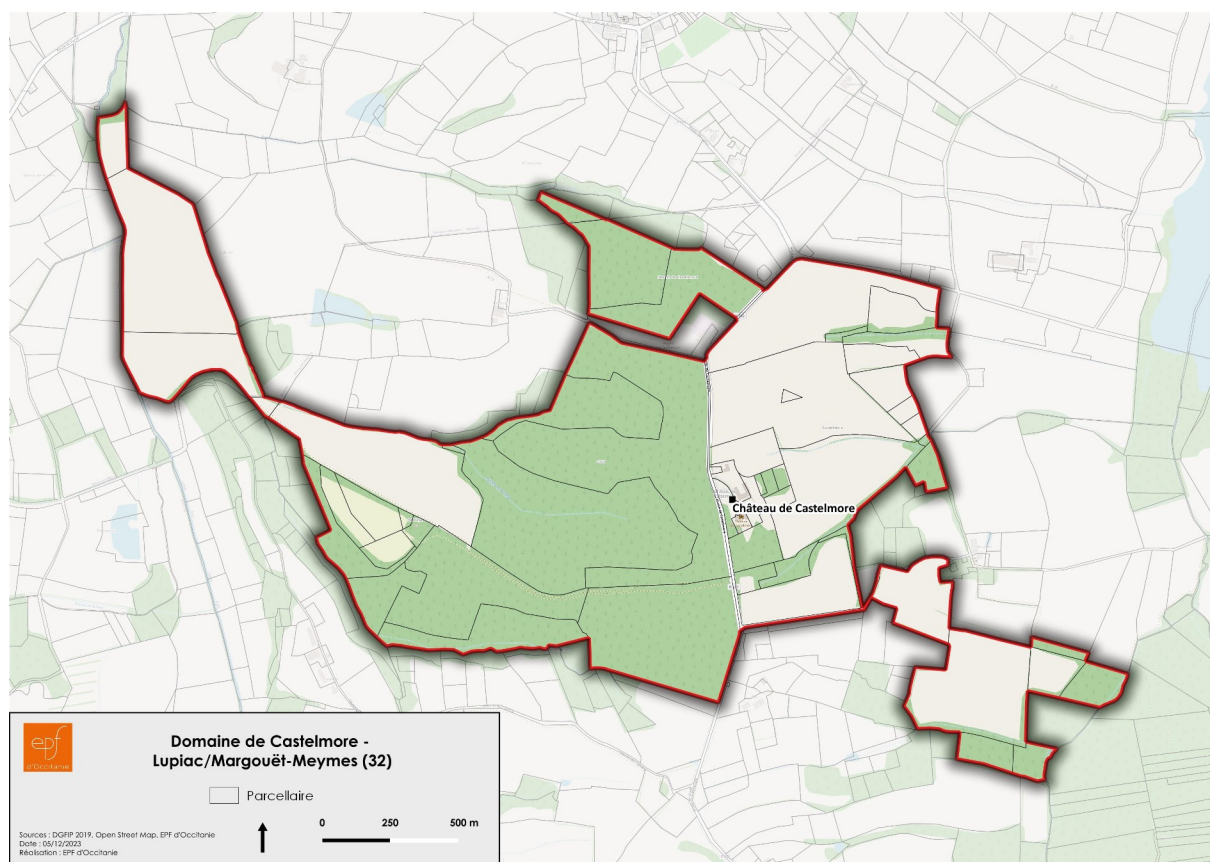 Château de Castelmore
epf
d'Occitanie
Domaine de Castelmore -
Lupiac/Margouët-Meymes (32)
Parcellaire
0 250 500 m
Sources : DGFIP 2019, Open Street Map, EPF d'Occitanie
Date : 05/12/2023
Réalisation : EPF d'Occitanie